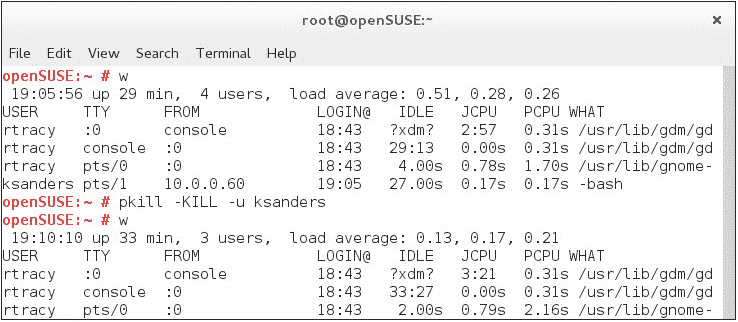 root@openSUSE:~ ×
File Edit View Search Terminal Help
openSUSE:~ # w
19:05:56 up 29 min, 4 users, load average: 0.51, 0.28, 0.26
USER TTY FROM LOGIN@ IDLE JCPU PCPU WHAT
rtracy :0 console 18:43 ?xdm? 2:57 0.31s /usr/lib/gdm/gd
rtracy console :0 18:43 29:13 0.00s 0.31s /usr/lib/gdm/gd
rtracy pts/0 :0 18:43 4.00s 0.78s 1.70s /usr/lib/gnome-
ksanders pts/1 10.0.0.60 19:05 27.00s 0.17s 0.17s -bash
openSUSE:~ # pkill -KILL -u ksanders
openSUSE:~ # w
19:10:10 up 33 min, 3 users, load average: 0.13, 0.17, 0.21
USER TTY FROM LOGIN@ IDLE JCPU PCPU WHAT
rtracy :0 console 18:43 ?xdm? 3:21 0.31s /usr/lib/gdm/gd
rtracy console :0 18:43 33:27 0.00s 0.31s /usr/lib/gdm/gd
rtracy pts/0 :0 18:43 2.00s 0.79s 2.16s /usr/lib/gnome-